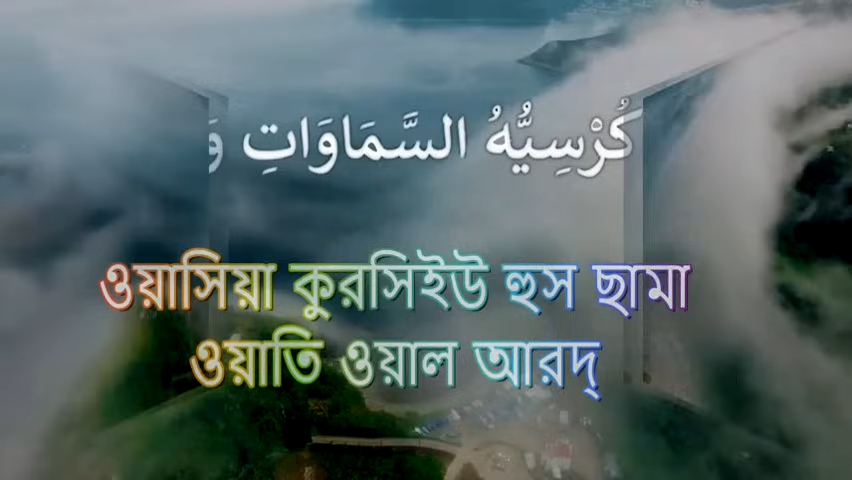 كُرْسِيُّهُ السَّمَاوَاتِ وَ
ওয়াসিয়া কুরসিইউ হুস ছামা
ওয়াতি ওয়াল আরদ্